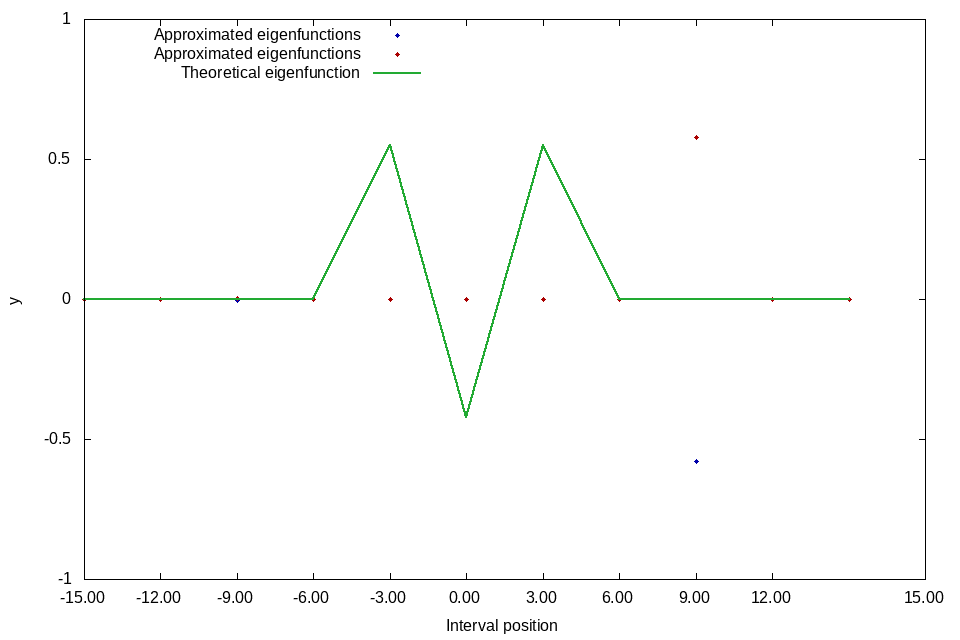 1
Approximated eigenfunctions
Approximated eigenfunctions
Theoretical eigenfunction
0.5
0
y
-0.5
-1
-15.00 -12.00 -9.00 -6.00 -3.00 0.00 3.00 6.00 9.00 12.00 15.00
Interval position